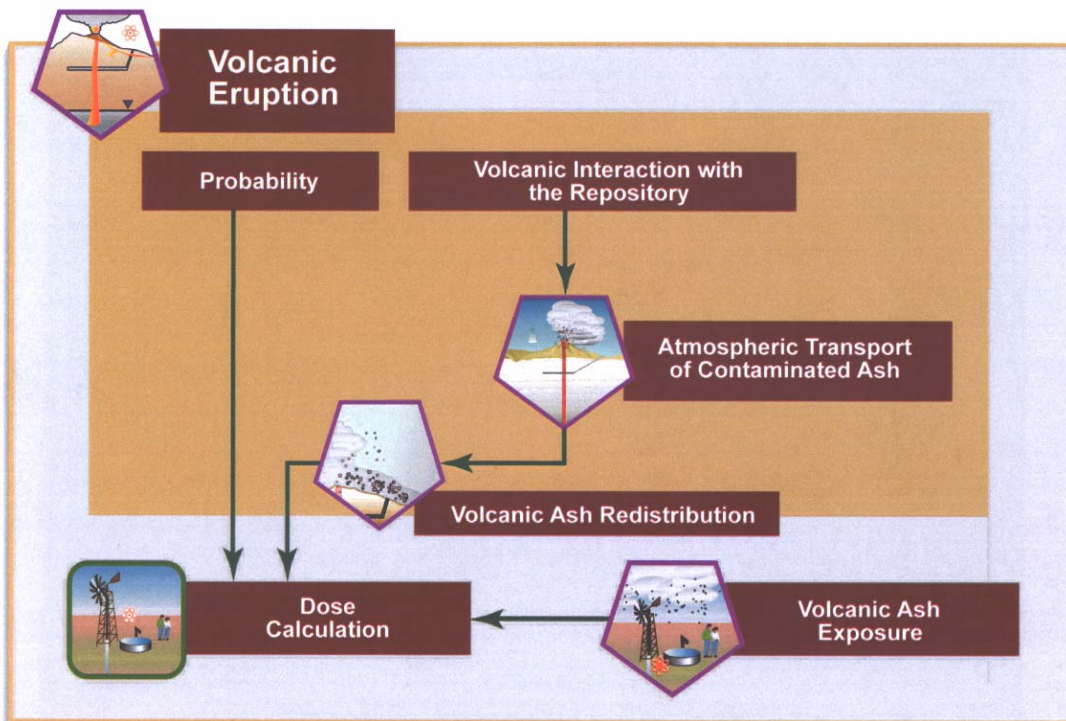 Volcanic
Eruption
Probability
Volcanic Interaction with
the Repository
Atmospheric Transport
of Contaminated Ash
Volcanic Ash Redistribution
Dose
Calculation
Volcanic Ash
Exposure